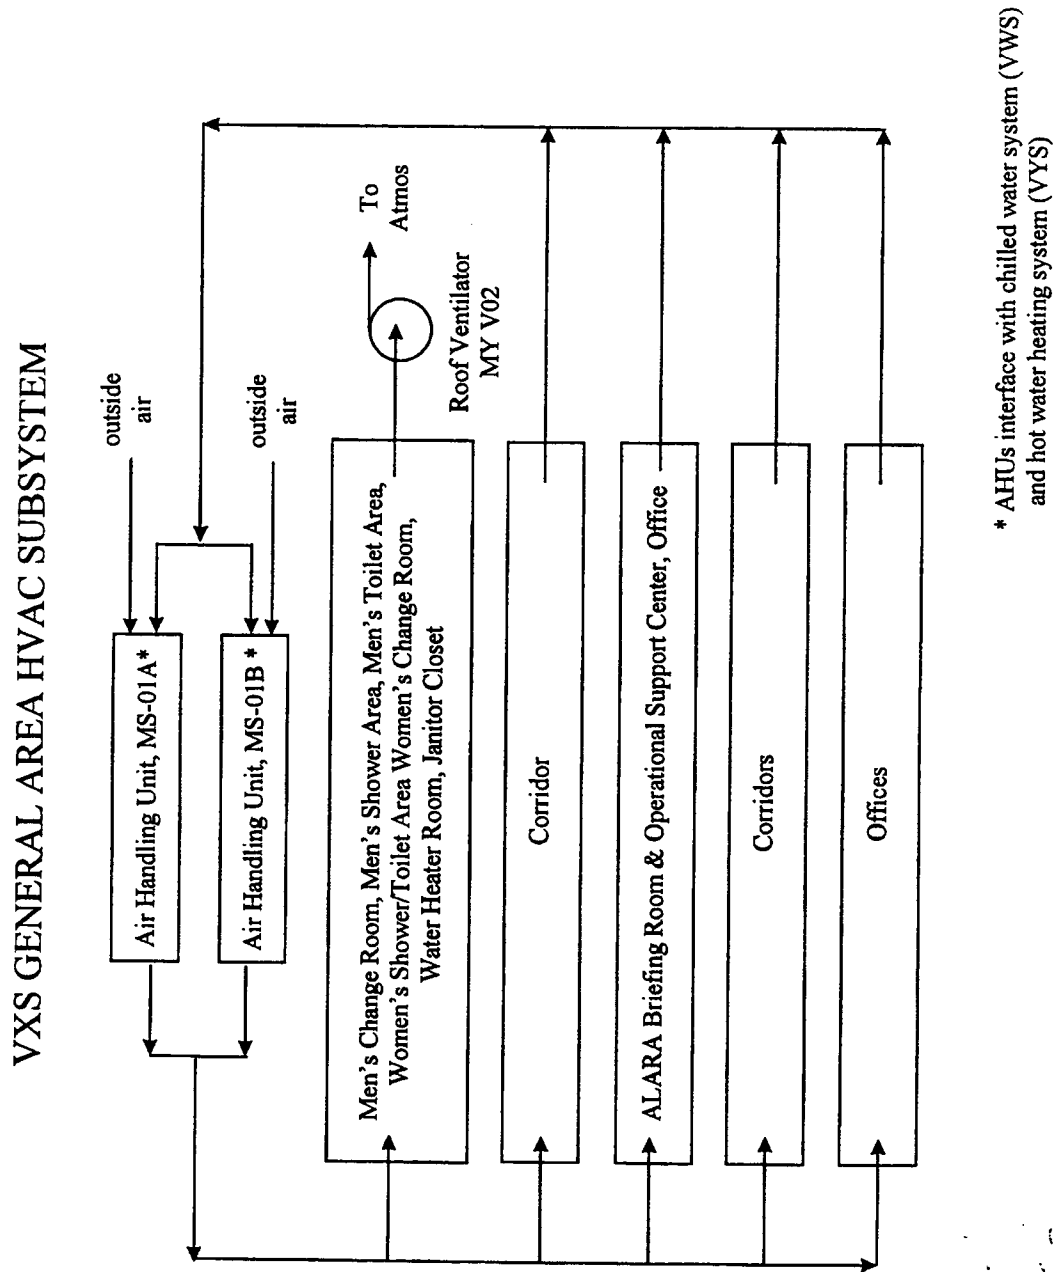 VXS GENERAL AREA HVAC SUBSYSTEM
outside
air
Air Handling Unit, MS-01A*
outside
air
Air Handling Unit, MS-01B *
Men's Change Room, Men's Shower Area, Men's Toilet Area,
Women's Shower/Toilet Area Women's Change Room,
Water Heater Room, Janitor Closet
To
Atmos
Roof Ventilator
MY V02
Corridor
ALARA Briefing Room & Operational Support Center, Office
Corridors
Offices
* AHUs interface with chilled water system (VWS)
and hot water heating system (VYS)